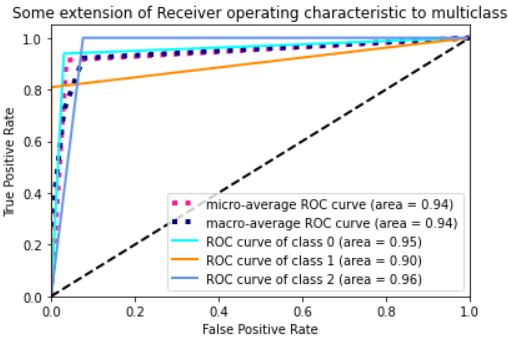 Some extension of Receiver operating characteristic to multiclass
1.0
0.8
0.6
0.4
0.2
0.0
True Positive Rate
micro-average ROC curve (area = 0.94)
macro-average ROC curve (area = 0.94)
ROC curve of class 0 (area = 0.95)
ROC curve of class 1 (area = 0.90)
ROC curve of class 2 (area = 0.96)
0.0 0.2 0.4 0.6 0.8 1.0
False Positive Rate